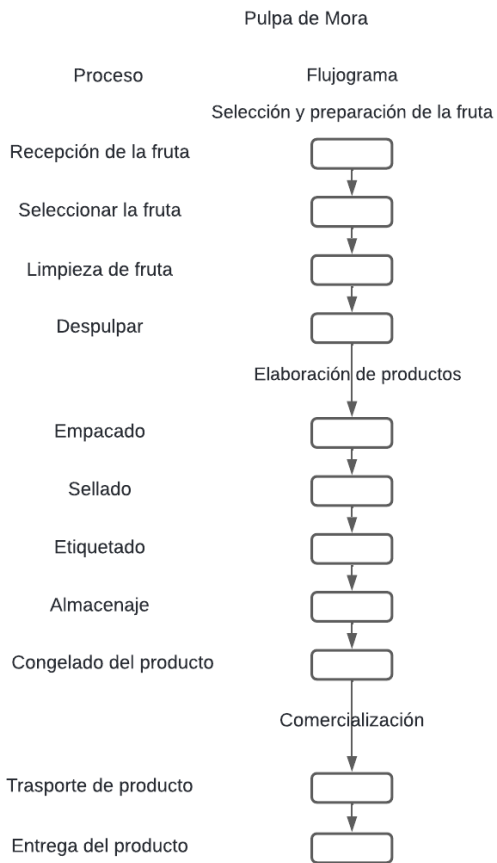 Pulpa de Mora
Proceso
Flujograma
Selección y preparación de la fruta
Recepción de la fruta
Seleccionar la fruta
Limpieza de fruta
Despulpar
Elaboración de productos
Empacado
Sellado
Etiquetado
Almacenaje
Congelado del producto
Comercialización
Trasporte de producto
Entrega del producto